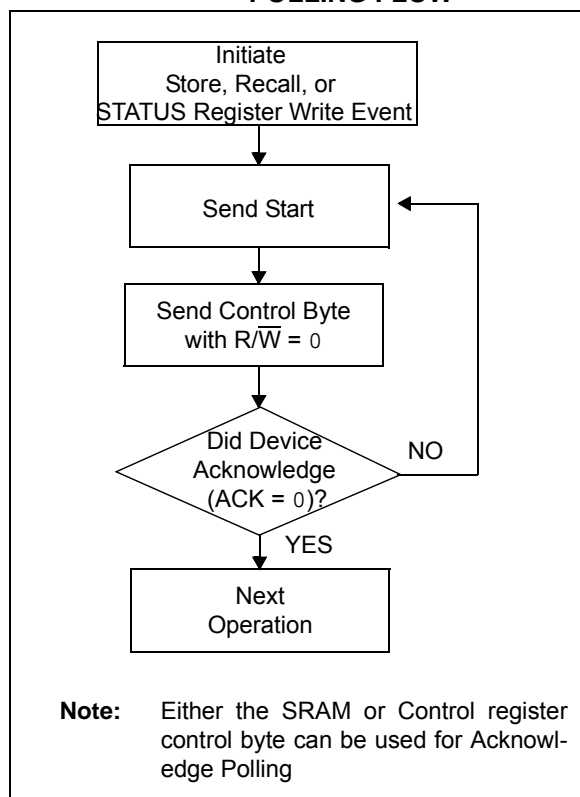 Initiate
Store, Recall, or
STATUS Register Write Event
Send Start
Send Control Byte
with R/W̅ = 0
Did Device
Acknowledge
(ACK = 0)?
NO
YES
Next
Operation
Note: Either the SRAM or Control register
control byte can be used for Acknowl-
edge Polling